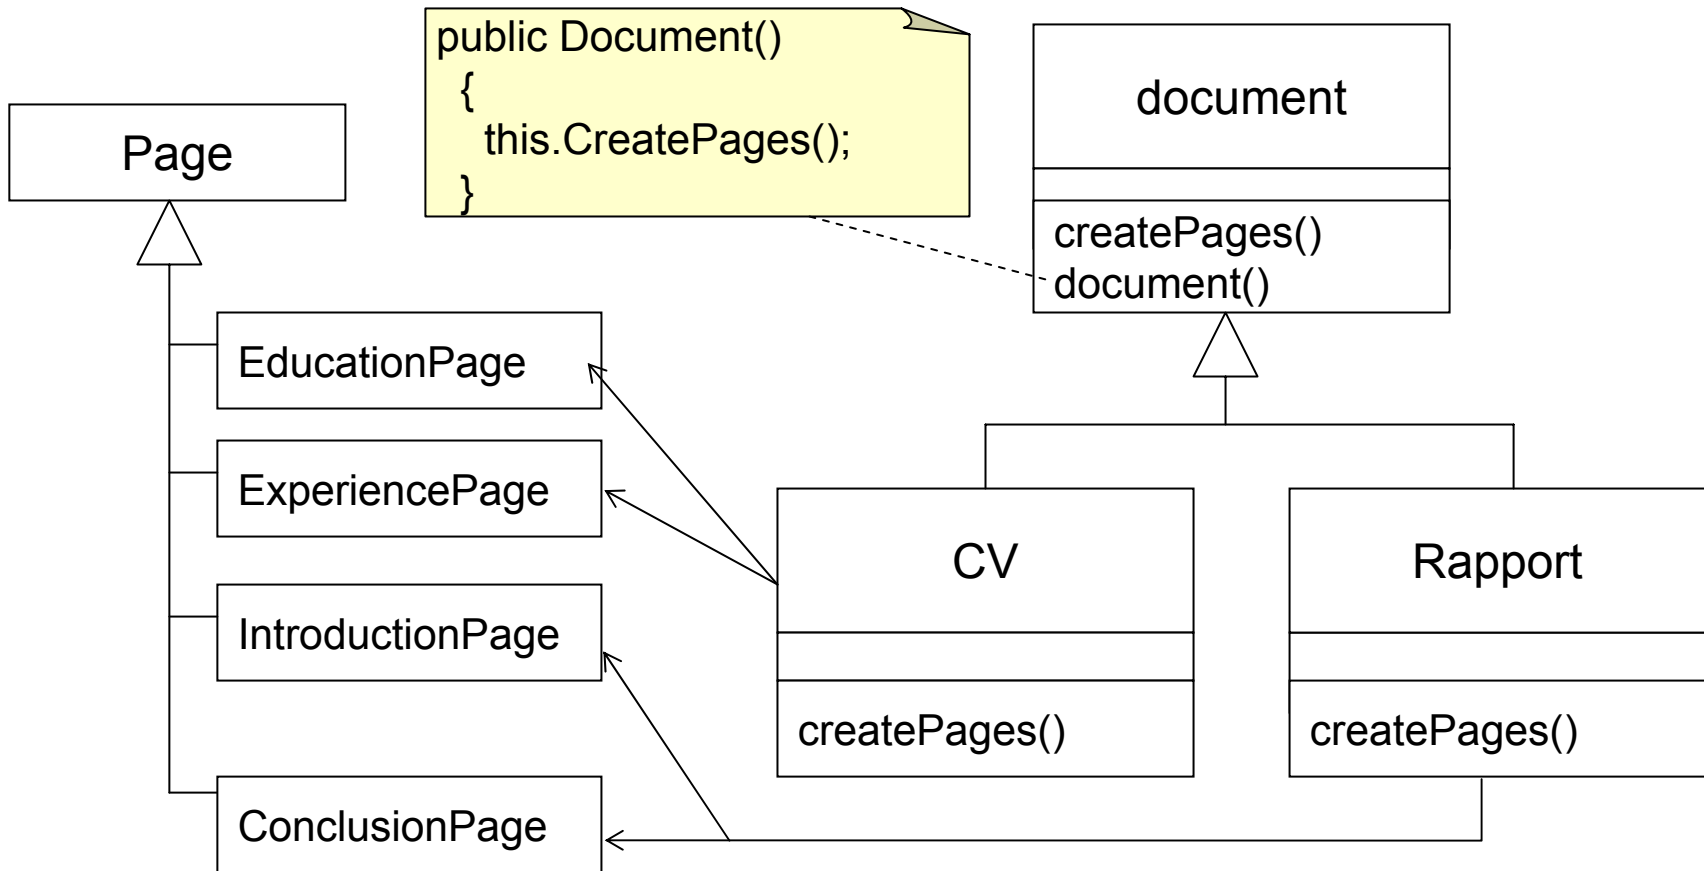 public Document()
{
this.CreatePages();
}
document
Page
createPages()
document()
EducationPage
ExperiencePage
CV
Rapport
IntroductionPage
createPages()
createPages()
ConclusionPage